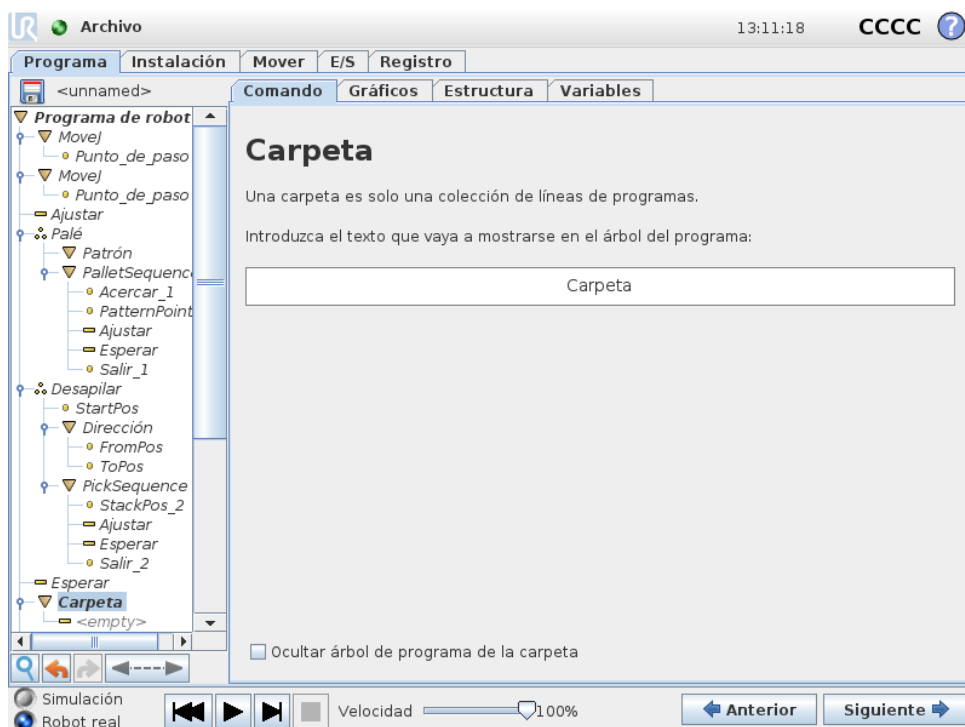 UR Archivo 13:11:18 CCCC ?
Programa Instalación Mover E/S Registro
<unnamed>
Comando Gráficos Estructura Variables
Programa de robot
MoveJ
Punto_de_paso
MoveJ
Punto_de_paso
Ajustar
Palé
Patrón
PalletSequenc
Acercar_1
PatternPoint
Ajustar
Esperar
Salir_1
Desapilar
StartPos
Dirección
FromPos
ToPos
PickSequence
StackPos_2
Ajustar
Esperar
Salir_2
Esperar
Carpeta
<empty>
Carpeta
Una carpeta es solo una colección de líneas de programas.
Introduzca el texto que vaya a mostrarse en el árbol del programa:
Carpeta
Ocultar árbol de programa de la carpeta
Simulación
Robot real
Velocidad 100%
Anterior Siguiente